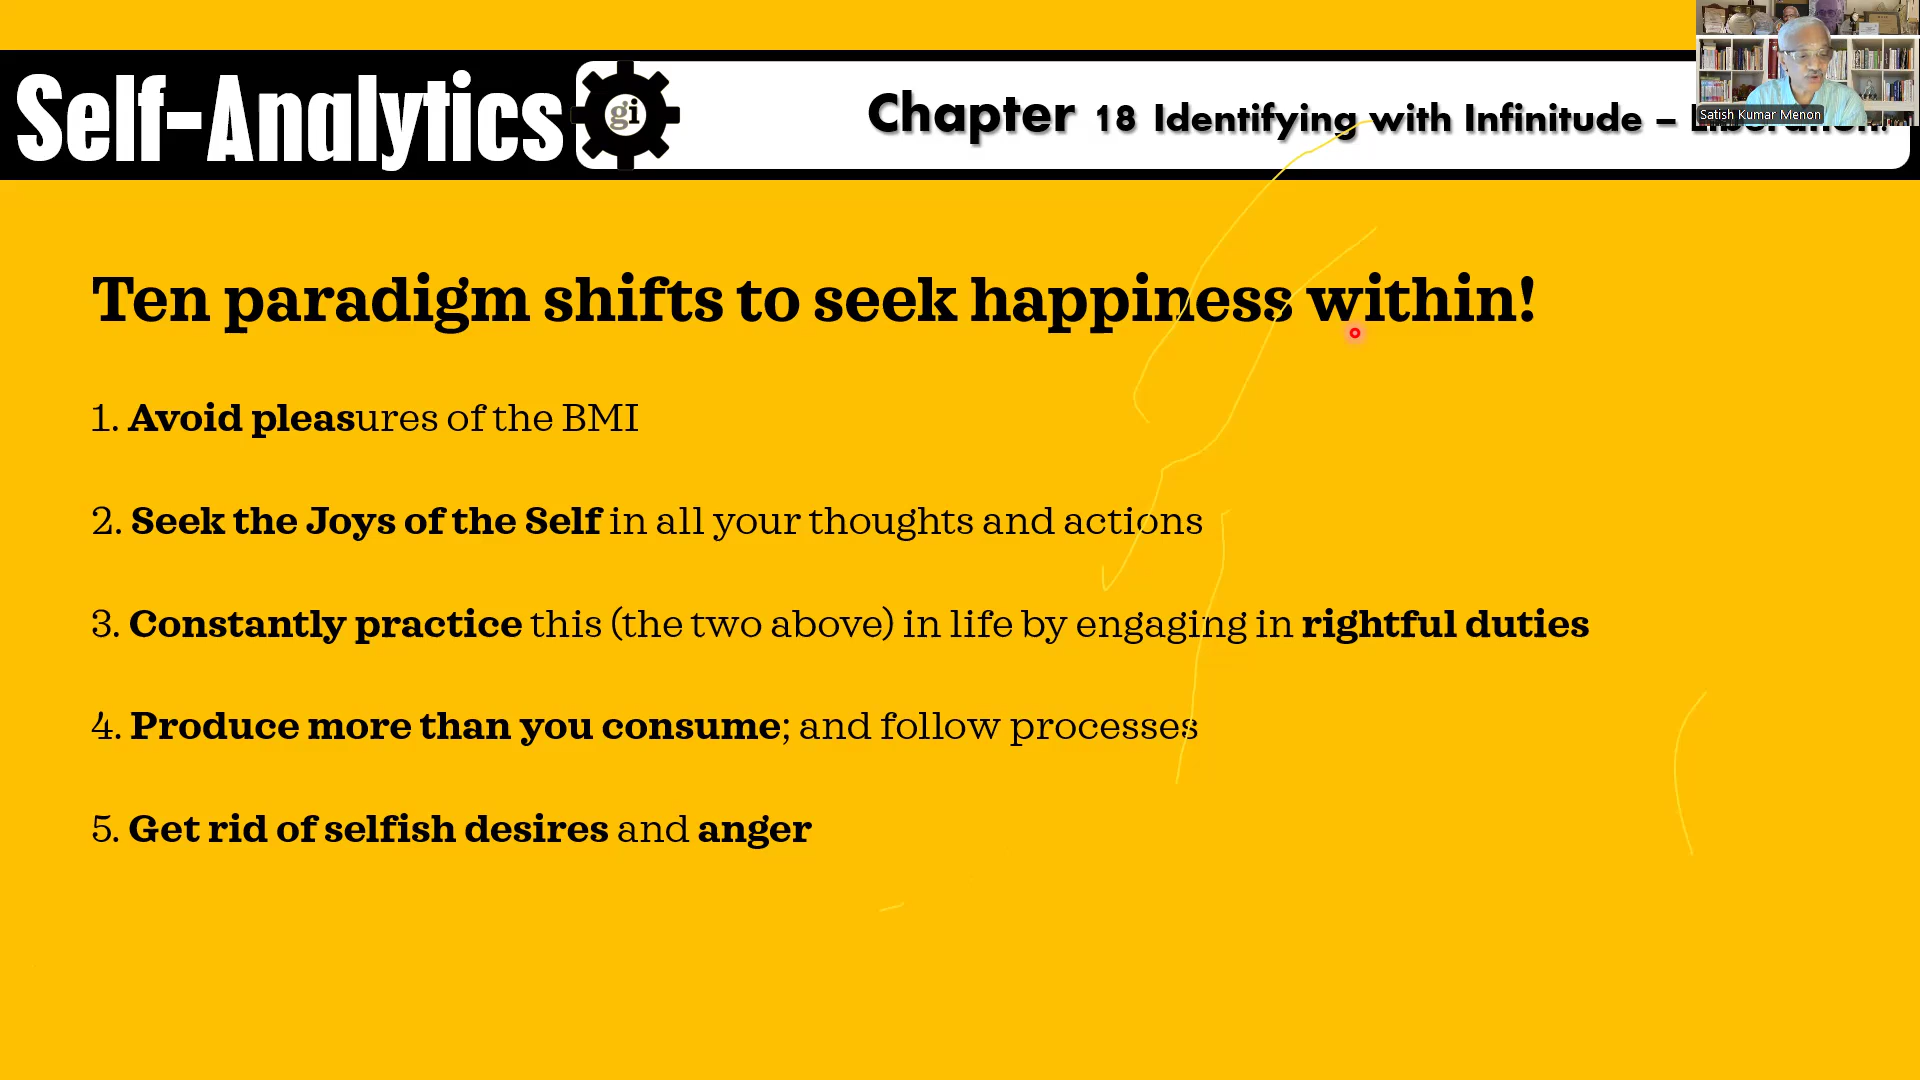 Self-Analytics
gi
Chapter 18 Identifying with Infinitude –
Satish Kumar Menon
Ten paradigm shifts to seek happiness within!
1. Avoid pleasures of the BMI
2. Seek the Joys of the Self in all your thoughts and actions
3. Constantly practice this (the two above) in life by engaging in rightful duties
4. Produce more than you consume; and follow processes
5. Get rid of selfish desires and anger